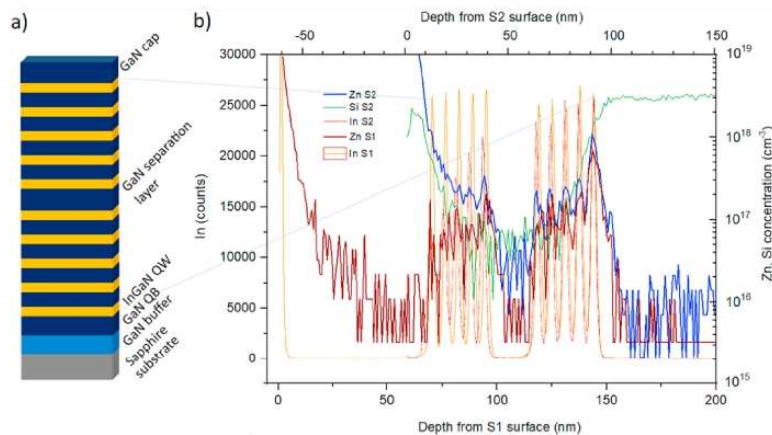 a)
GaN cap
GaN separation
layer
InGaN QW
GaN QB
GaN buffer
Sapphire
substrate
b)
Depth from S2 surface (nm)
-50 0 50 100 150
30000
25000
20000
15000
10000
5000
0
In (counts)
Zn S2
Si S2
In S2
Zn S1
In S1
10¹⁹
10¹⁸
10¹⁷
10¹⁶
10¹⁵
Zn, Si concentration (cm⁻³)
0 50 100 150 200
Depth from S1 surface (nm)